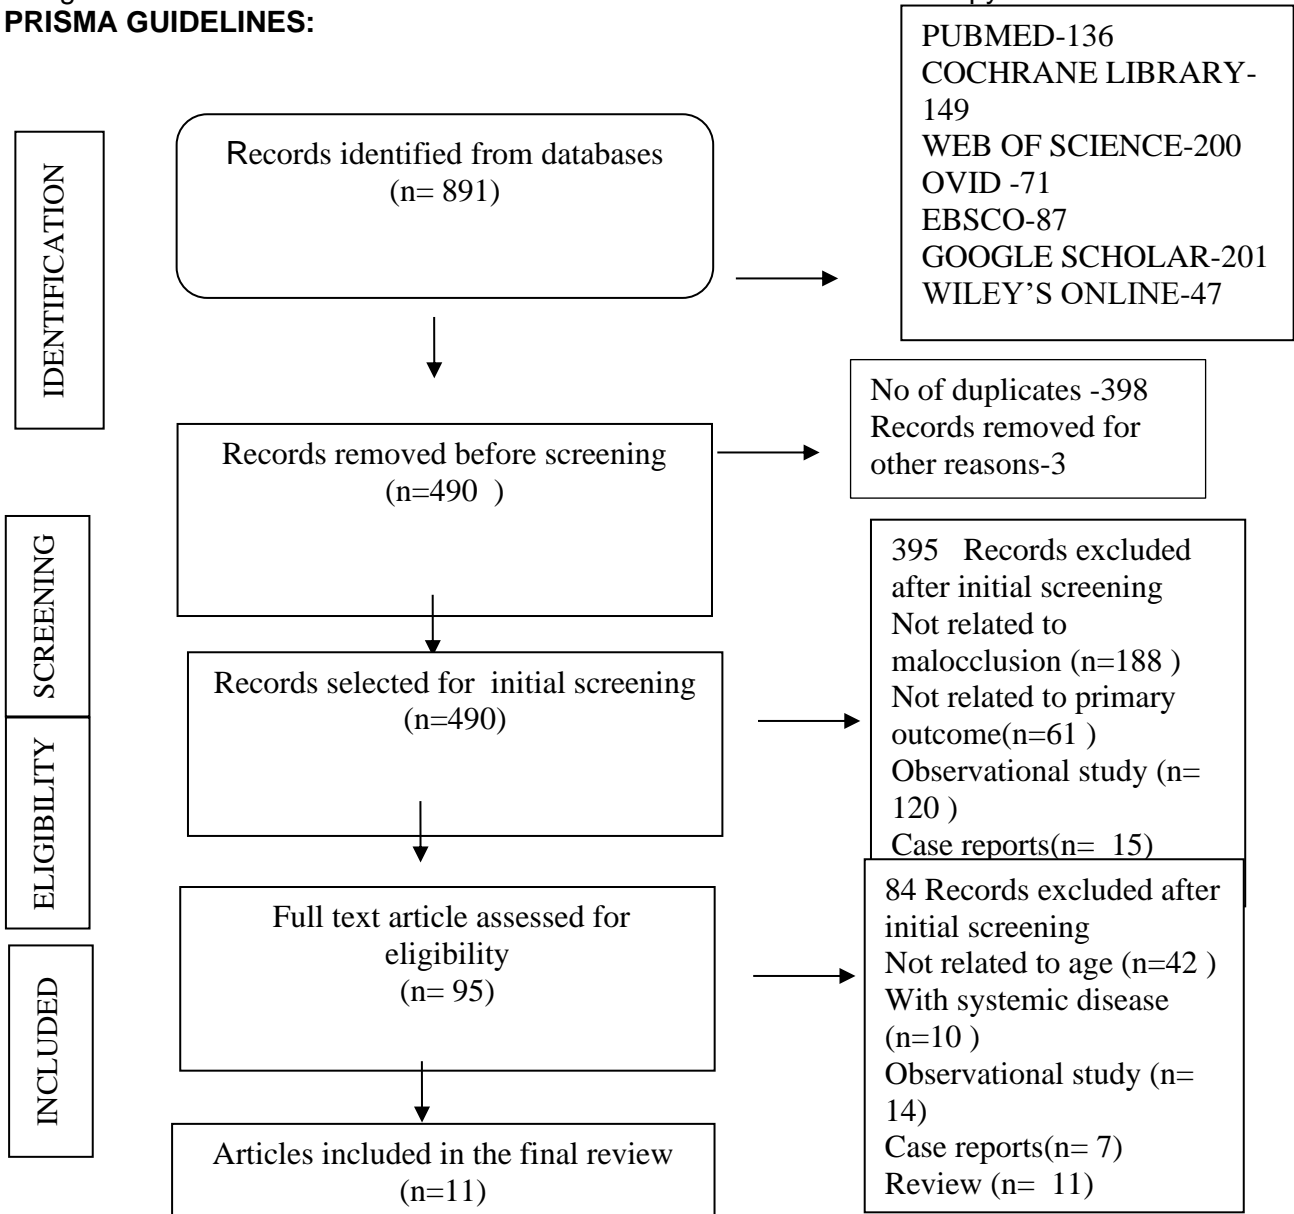 PRISMA GUIDELINES:
PUBMED-136
COCHRANE LIBRARY-
149
WEB OF SCIENCE-200
OVID -71
EBSCO-87
GOOGLE SCHOLAR-201
WILEY’S ONLINE-47
IDENTIFICATION
Records identified from databases
(n= 891)
Records removed before screening
(n=490 )
No of duplicates -398
Records removed for
other reasons-3
SCREENING
Records selected for initial screening
(n=490)
395 Records excluded
after initial screening
Not related to
malocclusion (n=188 )
Not related to primary
outcome(n=61 )
Observational study (n=
120 )
Case reports(n= 15)
ELIGIBILITY
Full text article assessed for
eligibility
(n= 95)
84 Records excluded after
initial screening
Not related to age (n=42 )
With systemic disease
(n=10 )
Observational study (n=
14)
Case reports(n= 7)
Review (n= 11)
INCLUDED
Articles included in the final review
(n=11)